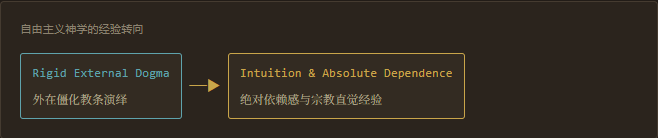 自由主义神学的经验转向
Rigid External Dogma
外在僵化教条演绎
Intuition & Absolute Dependence
绝对依赖感与宗教直觉经验